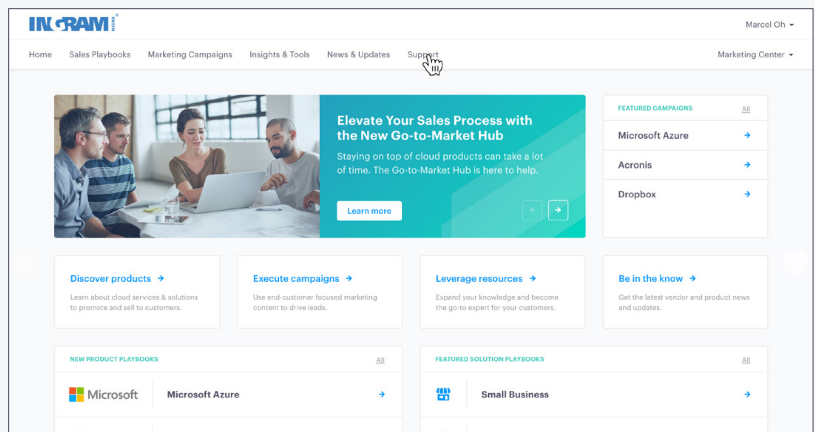 INGRAM MICRO
Marcel Oh
Home Sales Playbooks Marketing Campaigns Insights & Tools News & Updates Support Marketing Center
Elevate Your Sales Process with
the New Go-to-Market Hub
Staying on top of cloud products can take a lot
of time. The Go-to-Market Hub is here to help.
Learn more
FEATURED CAMPAIGNS All
Microsoft Azure
Acronis
Dropbox
Discover products
Learn about cloud services & solutions
to promote and sell to customers.
Execute campaigns
Use end-customer focused marketing
content to drive leads.
Leverage resources
Expand your knowledge and become
the go-to expert for your customers.
Be in the know
Get the latest vendor and product news
and updates.
NEW PRODUCT PLAYBOOKS All
Microsoft Microsoft Azure
FEATURED SOLUTION PLAYBOOKS All
Small Business